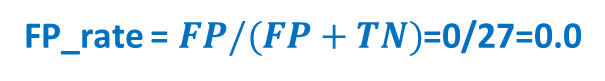 FP_rate = FP/(FP + TN)=0/27=0.0